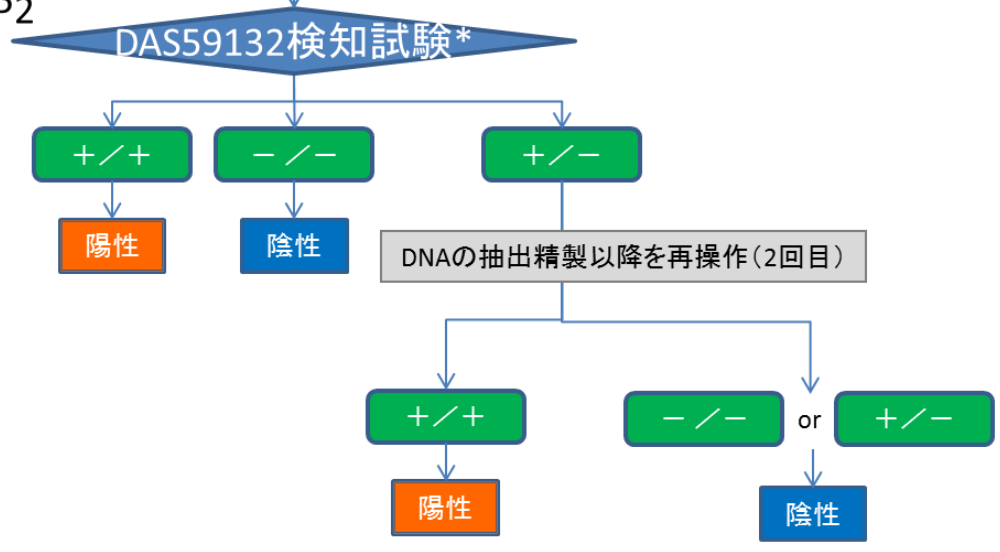 P2
DAS59132検知試験*
+/+
-/-
+/-
陽性
陰性
DNAの抽出精製以降を再操作(2回目)
+/+
-/-
or
+/-
陽性
陰性